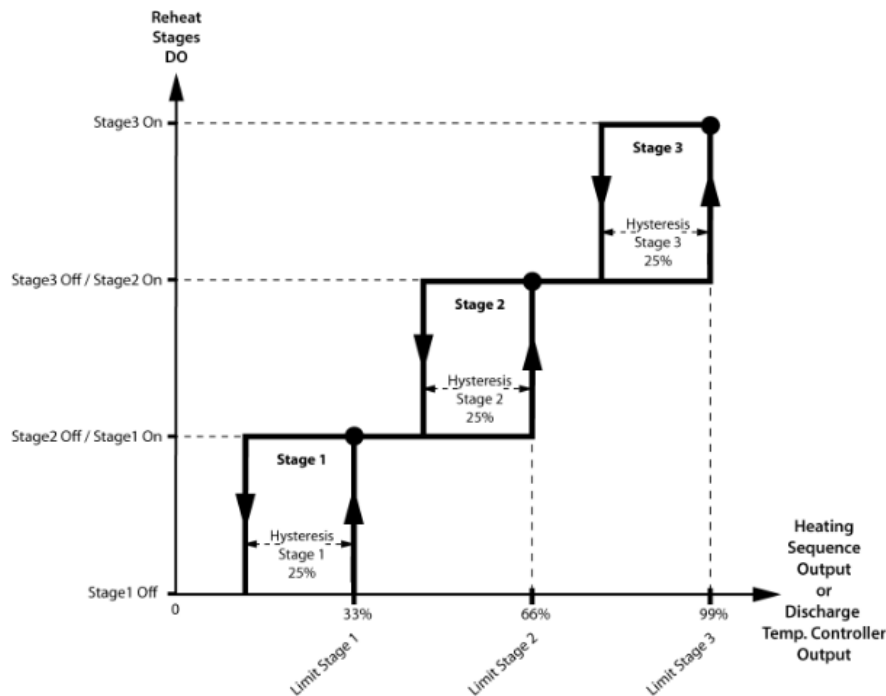 Reheat
Stages
DO
Stage3 On
Stage 3
Hysteresis
Stage 3
25%
Stage3 Off / Stage2 On
Stage 2
Hysteresis
Stage 2
25%
Stage2 Off / Stage1 On
Stage 1
Hysteresis
Stage 1
25%
Stage1 Off
0
33%
66%
99%
Limit Stage 1
Limit Stage 2
Limit Stage 3
Heating
Sequence
Output
or
Discharge
Temp. Controller
Output